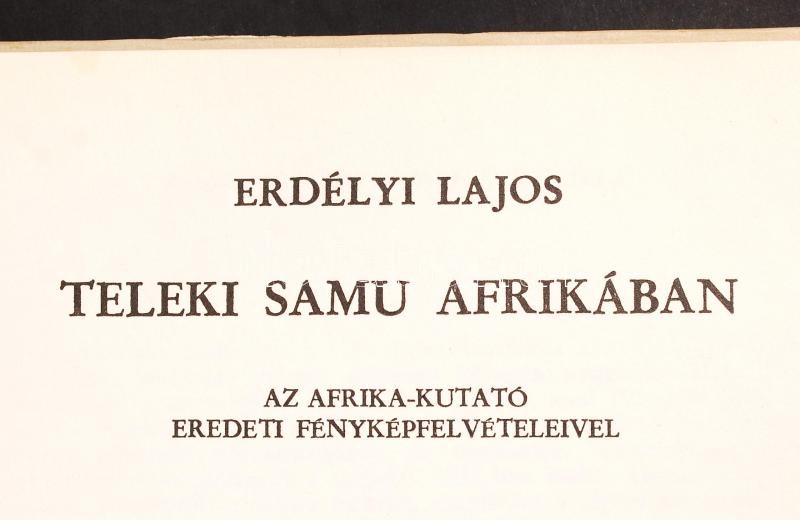 ERDÉLYI LAJOS
TELEKI SAMU AFRIKÁBAN
AZ AFRIKA-KUTATÓ
EREDETI FÉNYKÉPFELVÉTELEIVEL